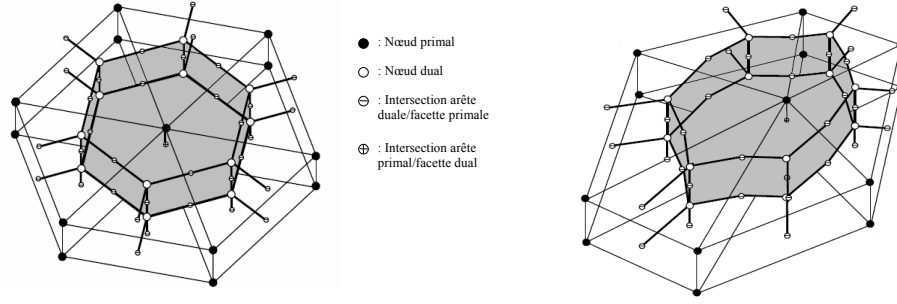 : Nœud primal
: Nœud dual
: Intersection arête
duale/facette primale
: Intersection arête
primal/facette dual